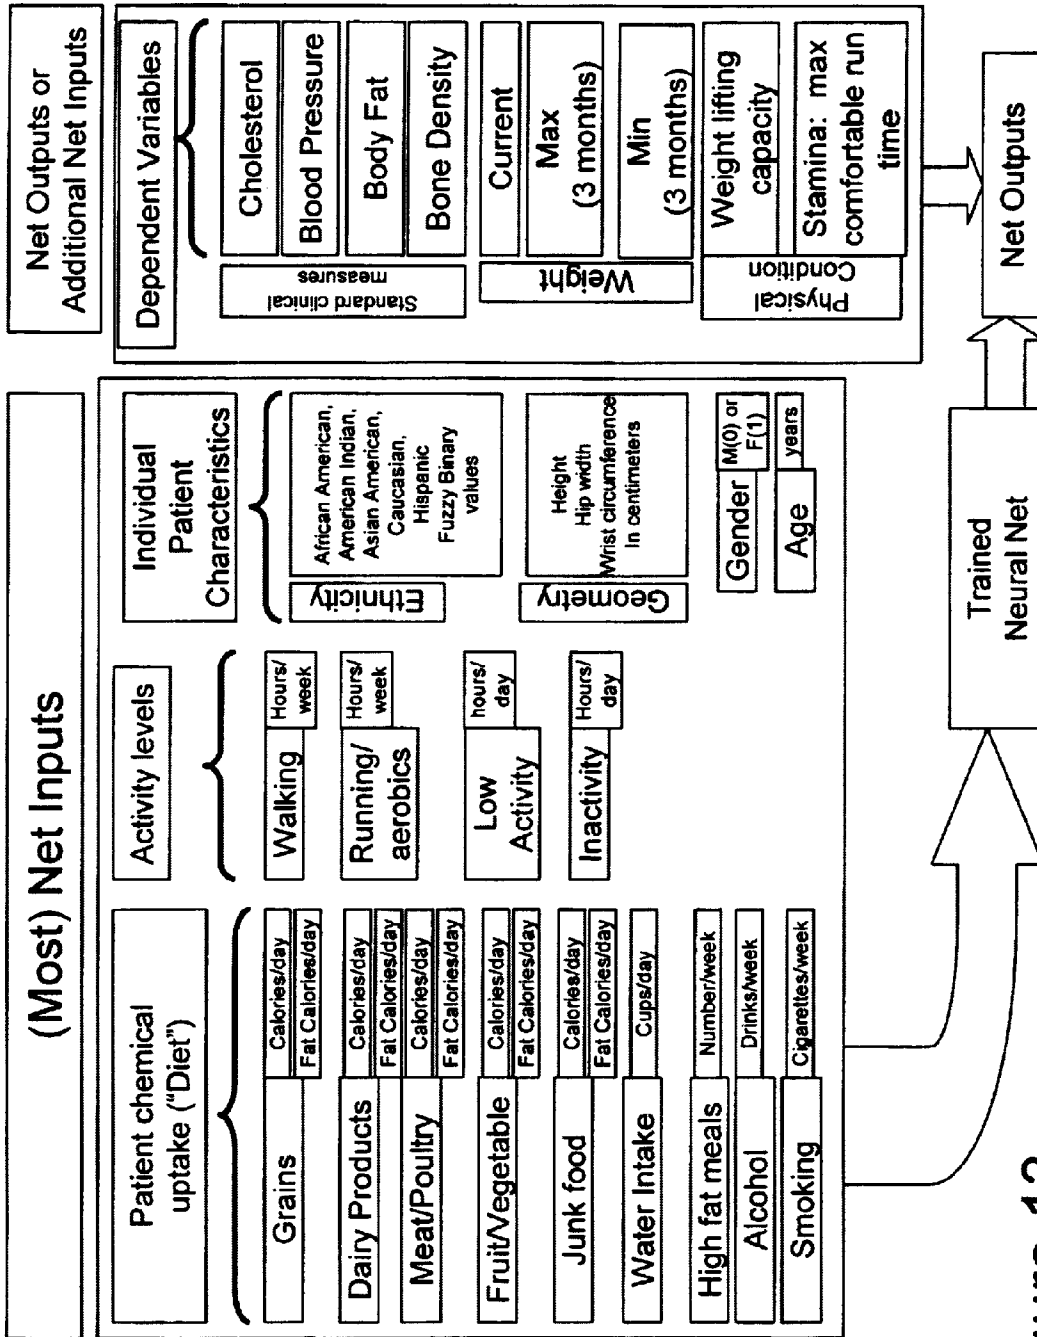 (Most) Net Inputs
Patient chemical
uptake ("Diet")
Grains
Calories/day
Fat Calories/day
Dairy Products
Calories/day
Fat Calories/day
Meat/Poultry
Calories/day
Fat Calories/day
Fruit/Vegetable
Calories/day
Fat Calories/day
Junk food
Calories/day
Fat Calories/day
Water Intake
Cups/day
High fat meals
Number/week
Alcohol
Drinks/week
Smoking
Cigarettes/week
Activity levels
Walking
Hours/
week
Running/
aerobics
Hours/
week
Low
Activity
hours/
day
Inactivity
Hours/
day
Individual
Patient
Characteristics
Ethnicity
African American,
American Indian,
Asian American,
Caucasian,
Hispanic
Fuzzy Binary
values
Geometry
Height
Hip width
Wrist circumference
In centimeters
Gender
M(0) or
F(1)
Age
years
Net Outputs or
Additional Net Inputs
Dependent Variables
Standard clinical
measures
Cholesterol
Blood Pressure
Body Fat
Bone Density
Weight
Current
Max
(3 months)
Min
(3 months)
Physical
Condition
Weight lifting
capacity
Stamina: max
comfortable run
time
Trained
Neural Net
Net Outputs